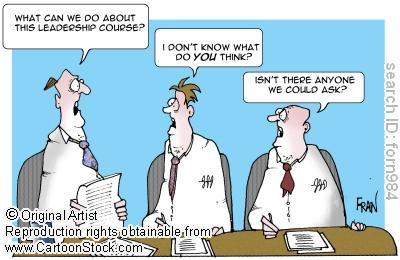 WHAT CAN WE DO ABOUT
THIS LEADERSHIP COURSE?
I DON'T KNOW WHAT
DO YOU THINK?
ISN'T THERE ANYONE
WE COULD ASK?
search ID: forn984
FRAN
© Original Artist
Reproduction rights obtainable from
www.CartoonStock.com